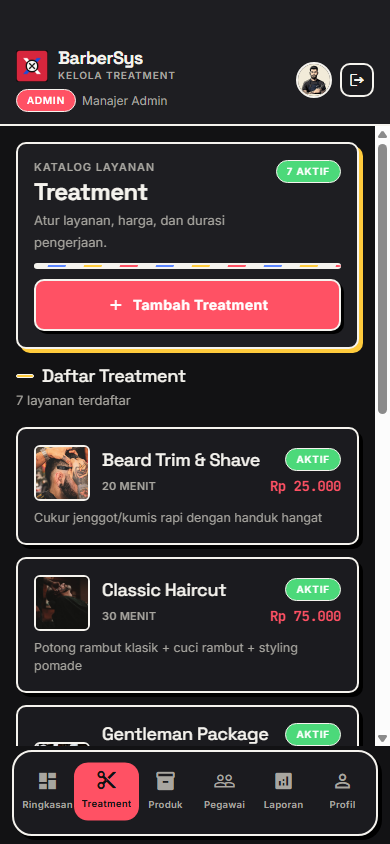 BarberSys
KELOLA TREATMENT
ADMIN Manajer Admin
KATALOG LAYANAN
7 AKTIF
Treatment
Atur layanan, harga, dan durasi
pengerjaan.
+ Tambah Treatment
Daftar Treatment
7 layanan terdaftar
Beard Trim & Shave
AKTIF
20 MENIT
Rp 25.000
Cukur jenggot/kumis rapi dengan handuk hangat
Classic Haircut
AKTIF
30 MENIT
Rp 75.000
Potong rambut klasik + cuci rambut + styling
pomade
Gentleman Package
AKTIF
Ringkasan Treatment Produk Pegawai Laporan Profil